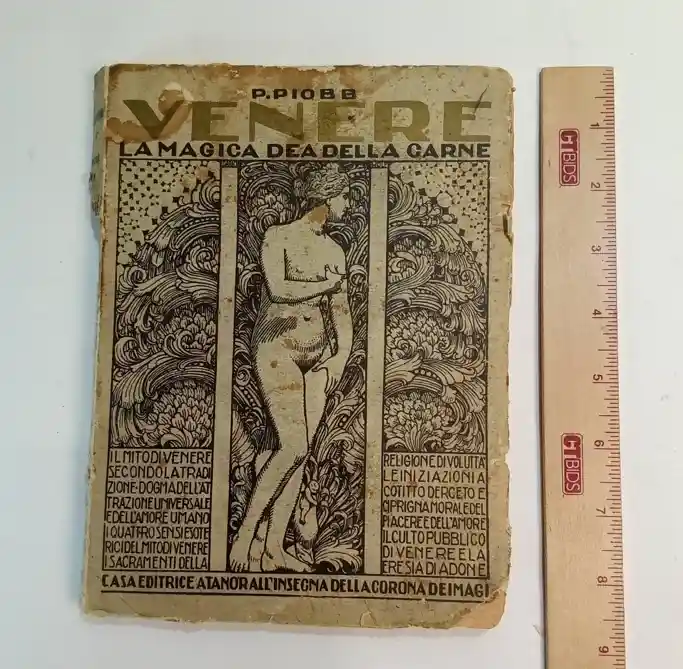 P.PIOBB
VENERE
LA MAGICA DEA DELLA CARNE
IL MITO DI VENERE
SECONDO LA TRADI
ZIONE·DOGMA DELL'AT
TRAZIONE UNIVERSALE
E DELL'AMORE UMANO
I QUATTRO SENSI ESOTE
RICI DEL MITO DI VENERE
I SACRAMENTI DELLA
RELIGIONE DI VOLUTTA'
LE INIZIAZIONI A
COTITTO DERCETO E
CIPRIGNA MORALE DEL
PIACERE E DELL'AMORE
IL CULTO PUBBLICO
DI VENERE E LA
ERESIA DI ADONE
CASA EDITRICE ATANOR ALL'INSEGNA DELLA CORONA DEI MAGI
1
HIBIDS
2
3
4
5
6
HIBIDS
7
8
9